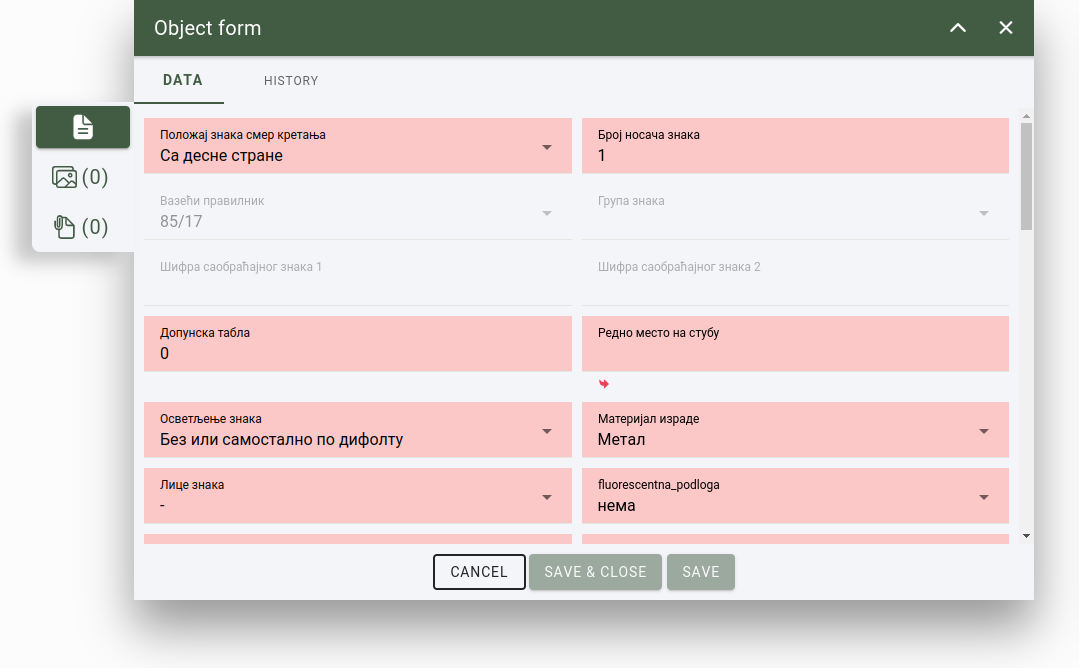 Object form
DATA
HISTORY
(0)
(0)
Положај знака смер кретања
Са десне стране
Број носача знака
1
Вазећи правилник
85/17
Група знака
Шифра саобраћајног знака 1
Шифра саобраћајног знака 2
Допунска табла
0
Редно место на стубу
Осветљење знака
Без или самостално по дифолту
Материјал израде
Метал
Лице знака
-
fluorescentna_podloga
нема
CANCEL
SAVE & CLOSE
SAVE